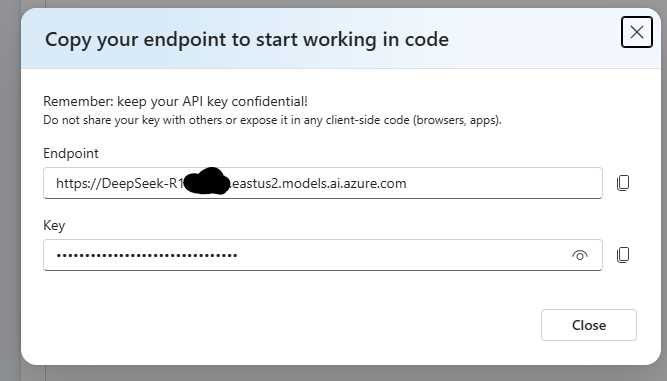 Copy your endpoint to start working in code
Remember: keep your API key confidential!
Do not share your key with others or expose it in any client-side code (browsers, apps).
Endpoint
https://DeepSeek-R1 .eastus2.models.ai.azure.com
Key
••••••••••••••••••••••••••••••••
Close